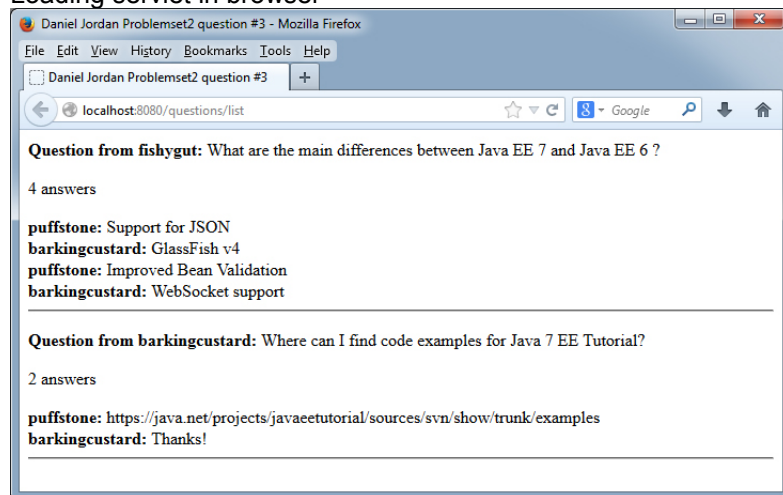 Loading servlet in browser
Daniel Jordan Problemset2 question #3 - Mozilla Firefox
File Edit View History Bookmarks Tools Help
Daniel Jordan Problemset2 question #3
localhost:8080/questions/list
Google
Question from fishygut: What are the main differences between Java EE 7 and Java EE 6 ?
4 answers
puffstone: Support for JSON
barkingcustard: GlassFish v4
puffstone: Improved Bean Validation
barkingcustard: WebSocket support
Question from barkingcustard: Where can I find code examples for Java 7 EE Tutorial?
2 answers
puffstone: https://java.net/projects/javaeetutorial/sources/svn/show/trunk/examples
barkingcustard: Thanks!